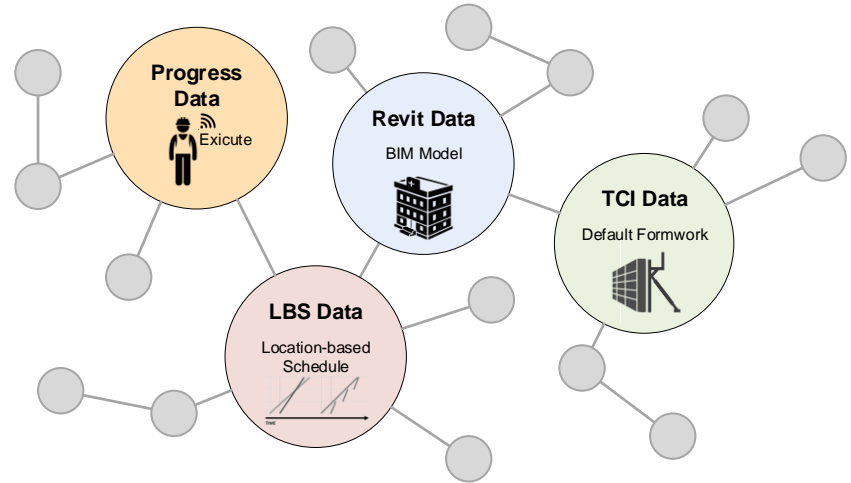 Progress
Data
Exicute
Revit Data
BIM Model
TCI Data
Default Formwork
LBS Data
Location-based
Schedule
TIME